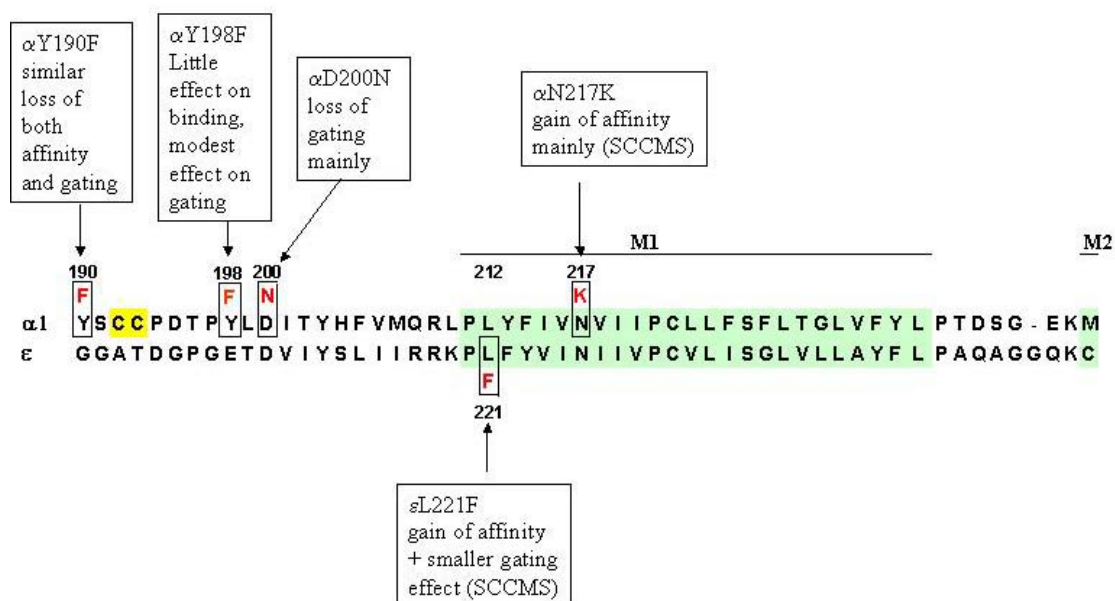 αY190F
similar
loss of
both
affinity
and gating
αY198F
Little
effect on
binding,
modest
effect on
gating
αD200N
loss of
gating
mainly
αN217K
gain of affinity
mainly (SCCMS)
M1
M2
190 198 200 212 217
F F N K
α1 Y S C C P D T P Y L D I T Y H F V M Q R L P L Y F I V N V I I P C L L F S F L T G L V F Y L P T D S G - E K M
ε G G A T D G P G E T D V I Y S L I I R R K P L F Y V I N I I V P C V L I S G L V L L A Y F L P A Q A G G Q K C
F
221
εL221F
gain of affinity
+ smaller gating
effect (SCCMS)